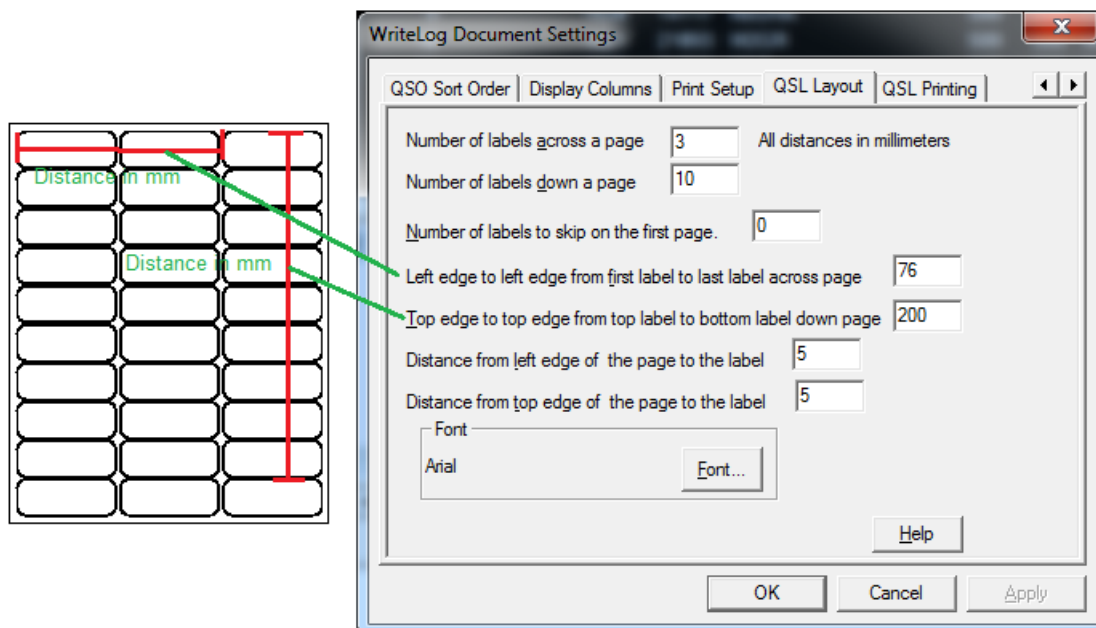 WriteLog Document Settings
QSO Sort Order Display Columns Print Setup QSL Layout QSL Printing
Number of labels across a page 3 All distances in millimeters
Number of labels down a page 10
Number of labels to skip on the first page. 0
Left edge to left edge from first label to last label across page 76
Top edge to top edge from top label to bottom label down page 200
Distance from left edge of the page to the label 5
Distance from top edge of the page to the label 5
Font
Arial Font...
Help
OK Cancel Apply
Distance in mm
Distance in mm